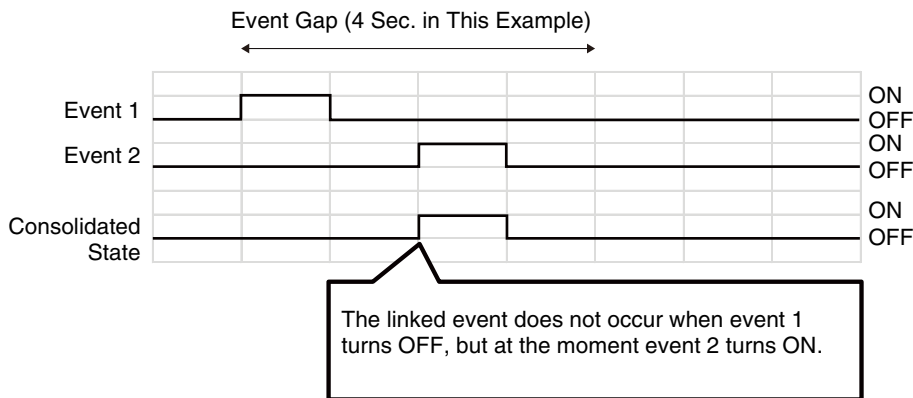 Event Gap (4 Sec. in This Example)
Event 1
ON
OFF
Event 2
ON
OFF
Consolidated
State
ON
OFF
The linked event does not occur when event 1
turns OFF, but at the moment event 2 turns ON.